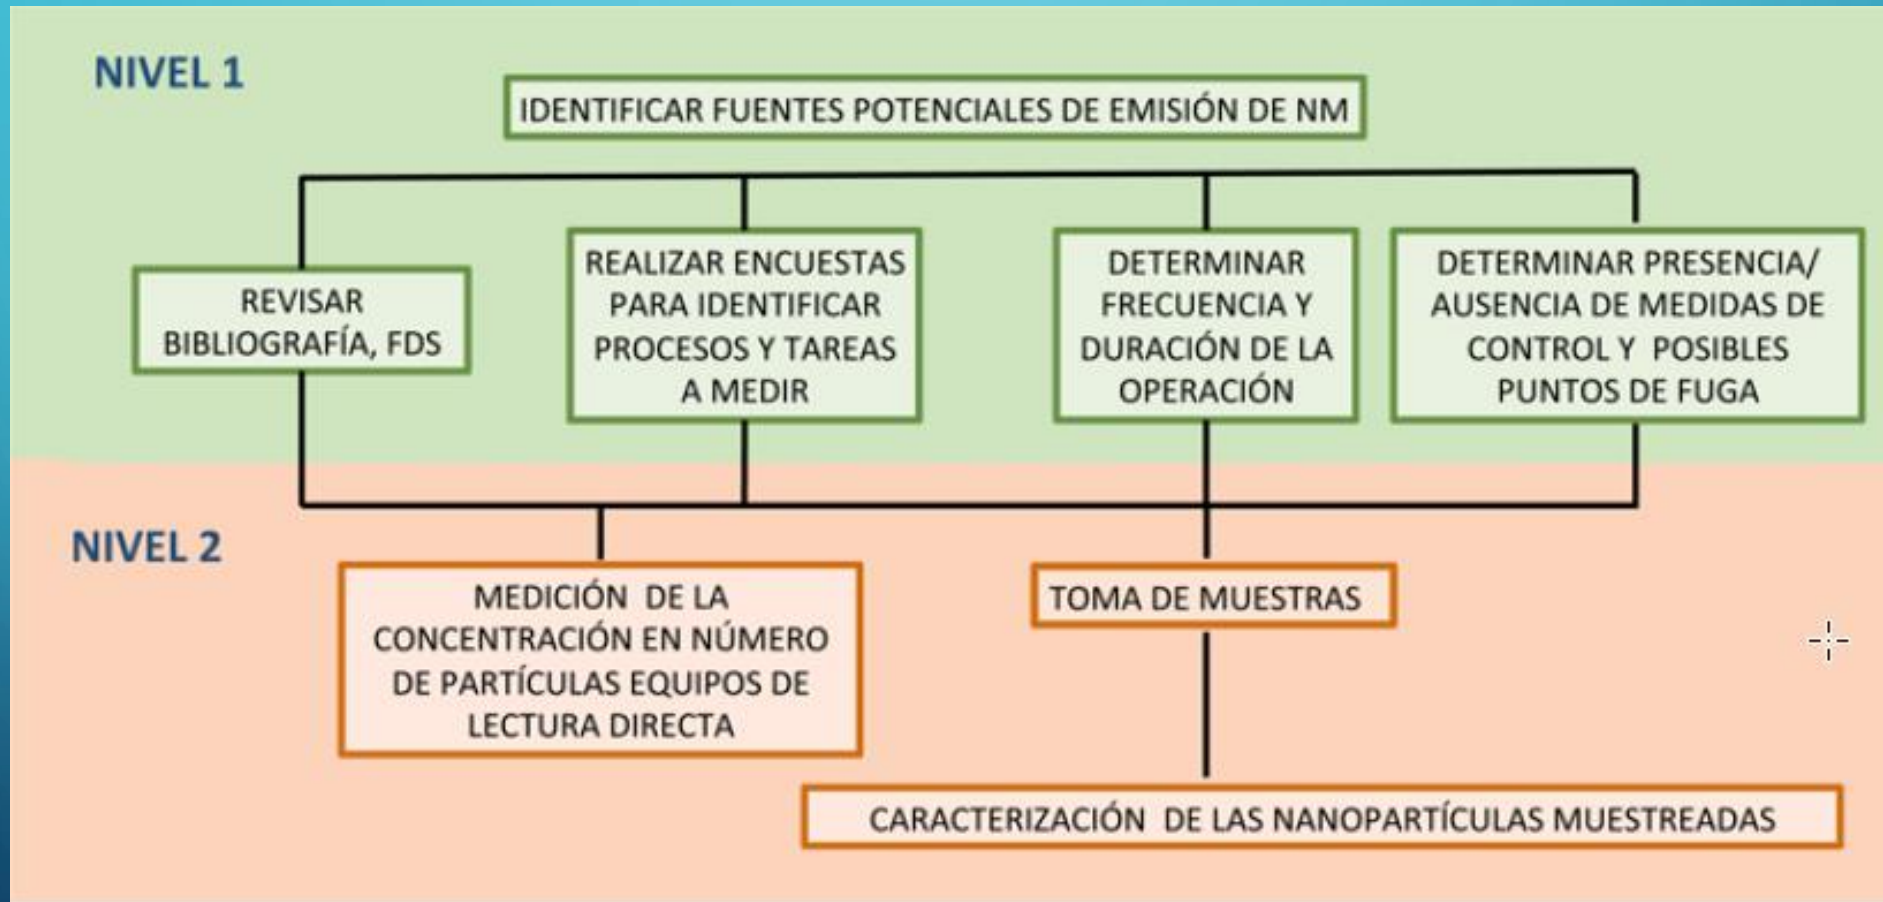 NIVEL 1
IDENTIFICAR FUENTES POTENCIALES DE EMISIÓN DE NM
REVISAR
BIBLIOGRAFÍA, FDS
REALIZAR ENCUESTAS
PARA IDENTIFICAR
PROCESOS Y TAREAS
A MEDIR
DETERMINAR
FRECUENCIA Y
DURACIÓN DE LA
OPERACIÓN
DETERMINAR PRESENCIA/
AUSENCIA DE MEDIDAS DE
CONTROL Y POSIBLES
PUNTOS DE FUGA
NIVEL 2
MEDICIÓN DE LA
CONCENTRACIÓN EN NÚMERO
DE PARTÍCULAS EQUIPOS DE
LECTURA DIRECTA
TOMA DE MUESTRAS
CARACTERIZACIÓN DE LAS NANOPARTÍCULAS MUESTREADAS